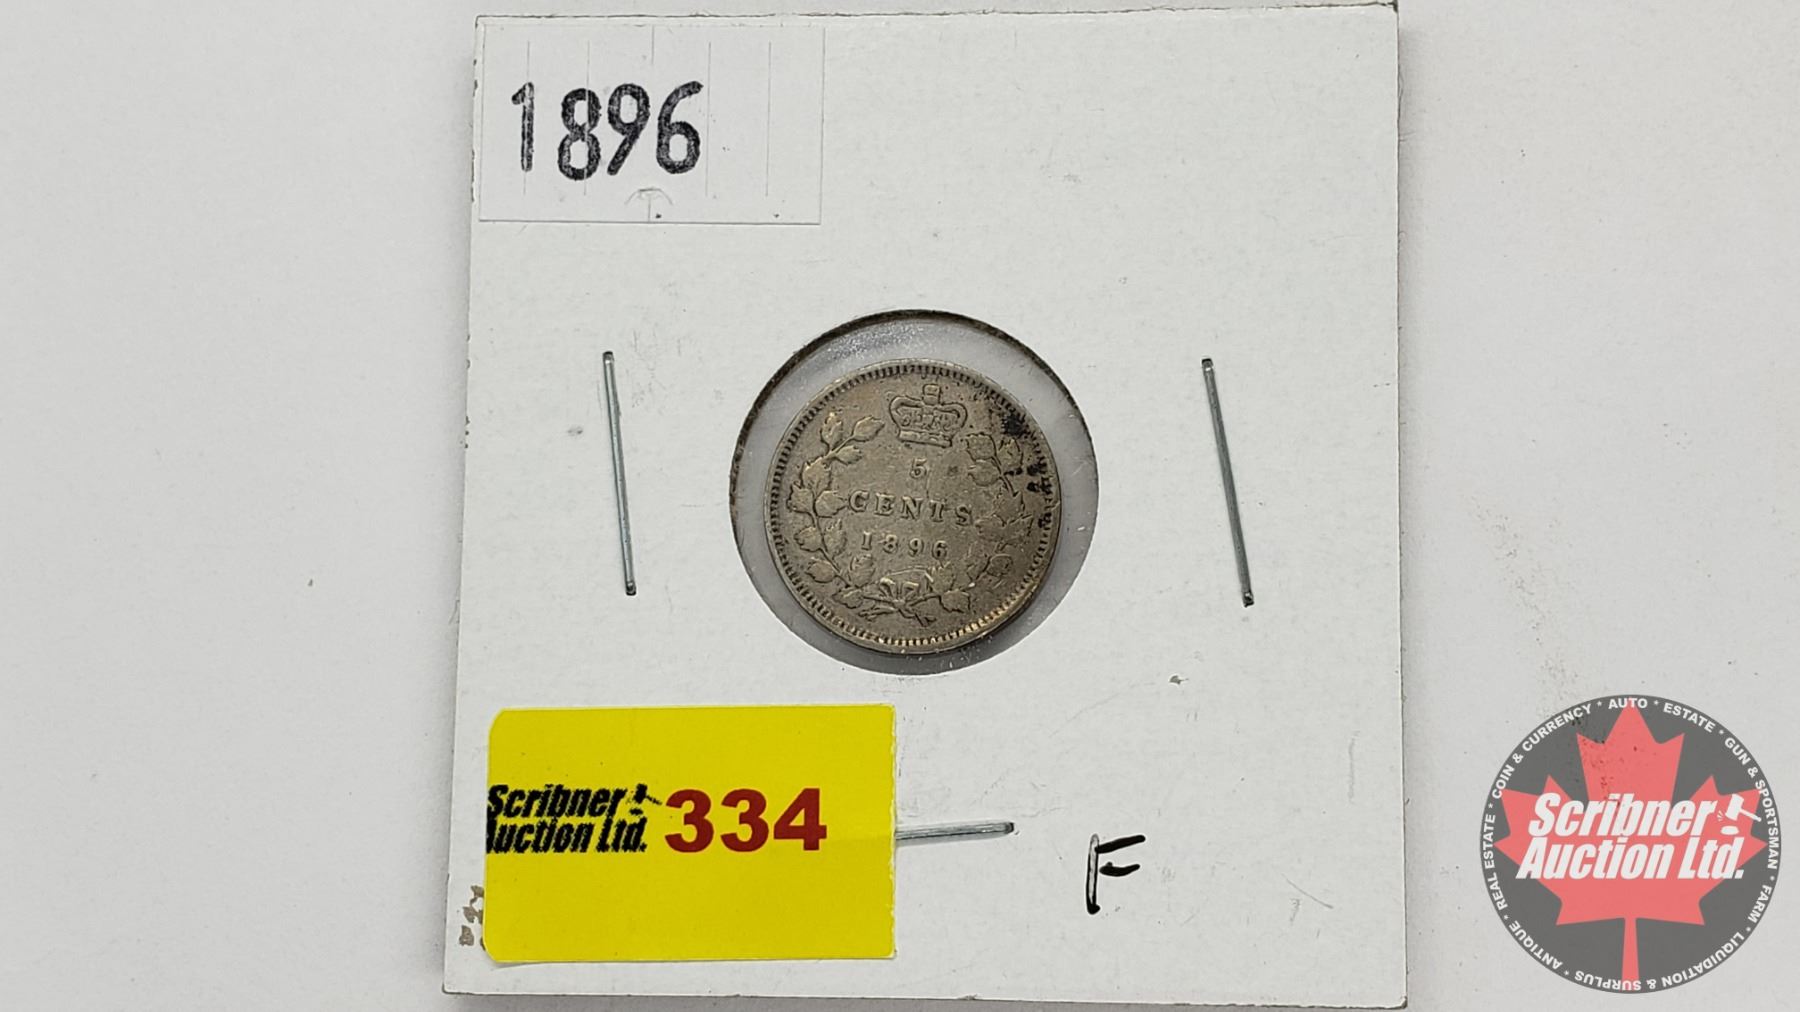 1896
5
CENTS
1896
Scribner
Auction Ltd.
334
F
COIN & CURRENCY * AUTO * ESTATE * GUN & SPORTSMAN * FARM * LIQUIDATION & SURPLUS * ANTIQUE * REAL ESTATE *
Scribner
Auction Ltd.